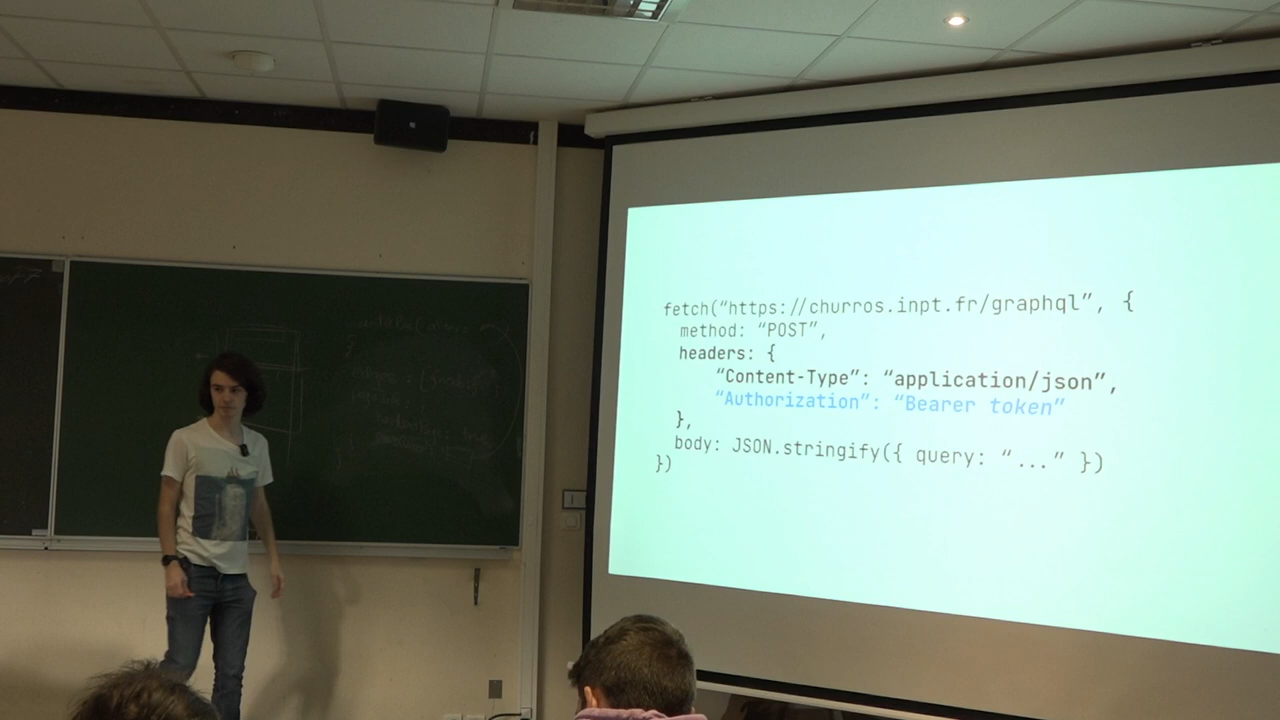 fetch(“https://churros.inpt.fr/graphql”, {
method: “POST”,
headers: {
“Content-Type”: “application/json”,
“Authorization”: “Bearer token”
},
body: JSON.stringify({ query: “...” })
})